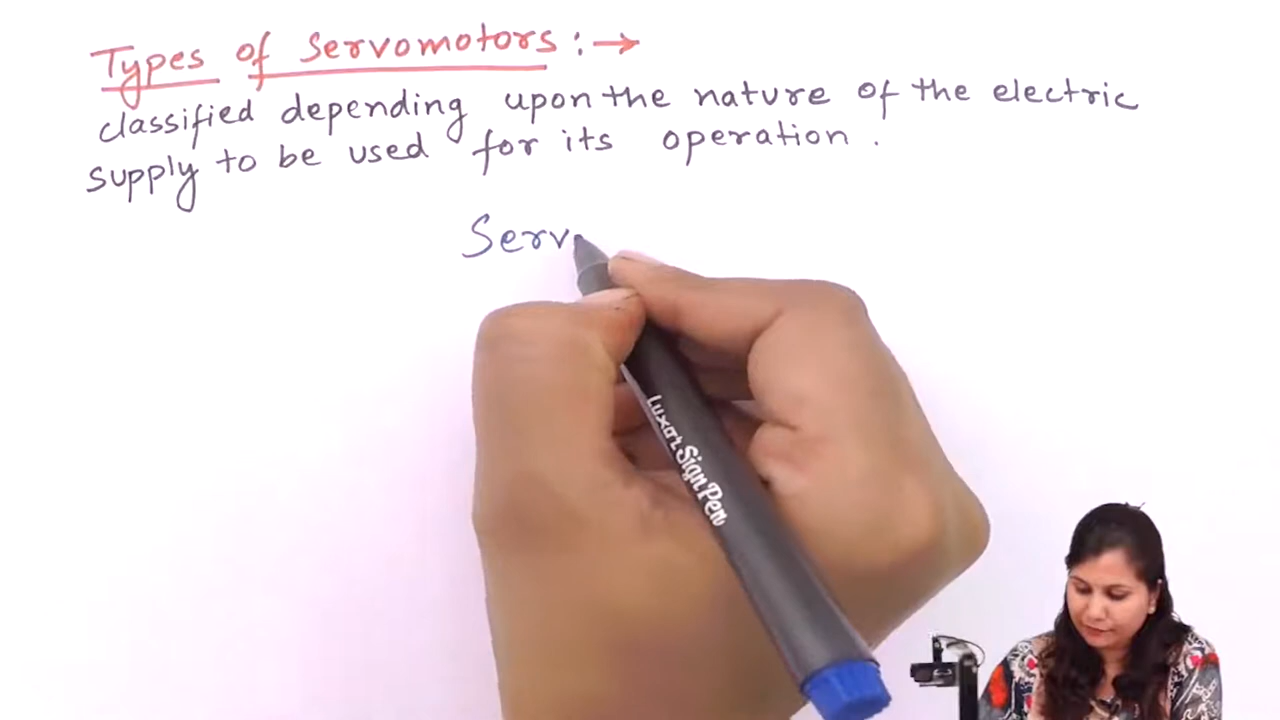 Types of Servomotors :→
classified depending upon the nature of the electric
supply to be used for its operation.
Serv
Luxor Sign Pen